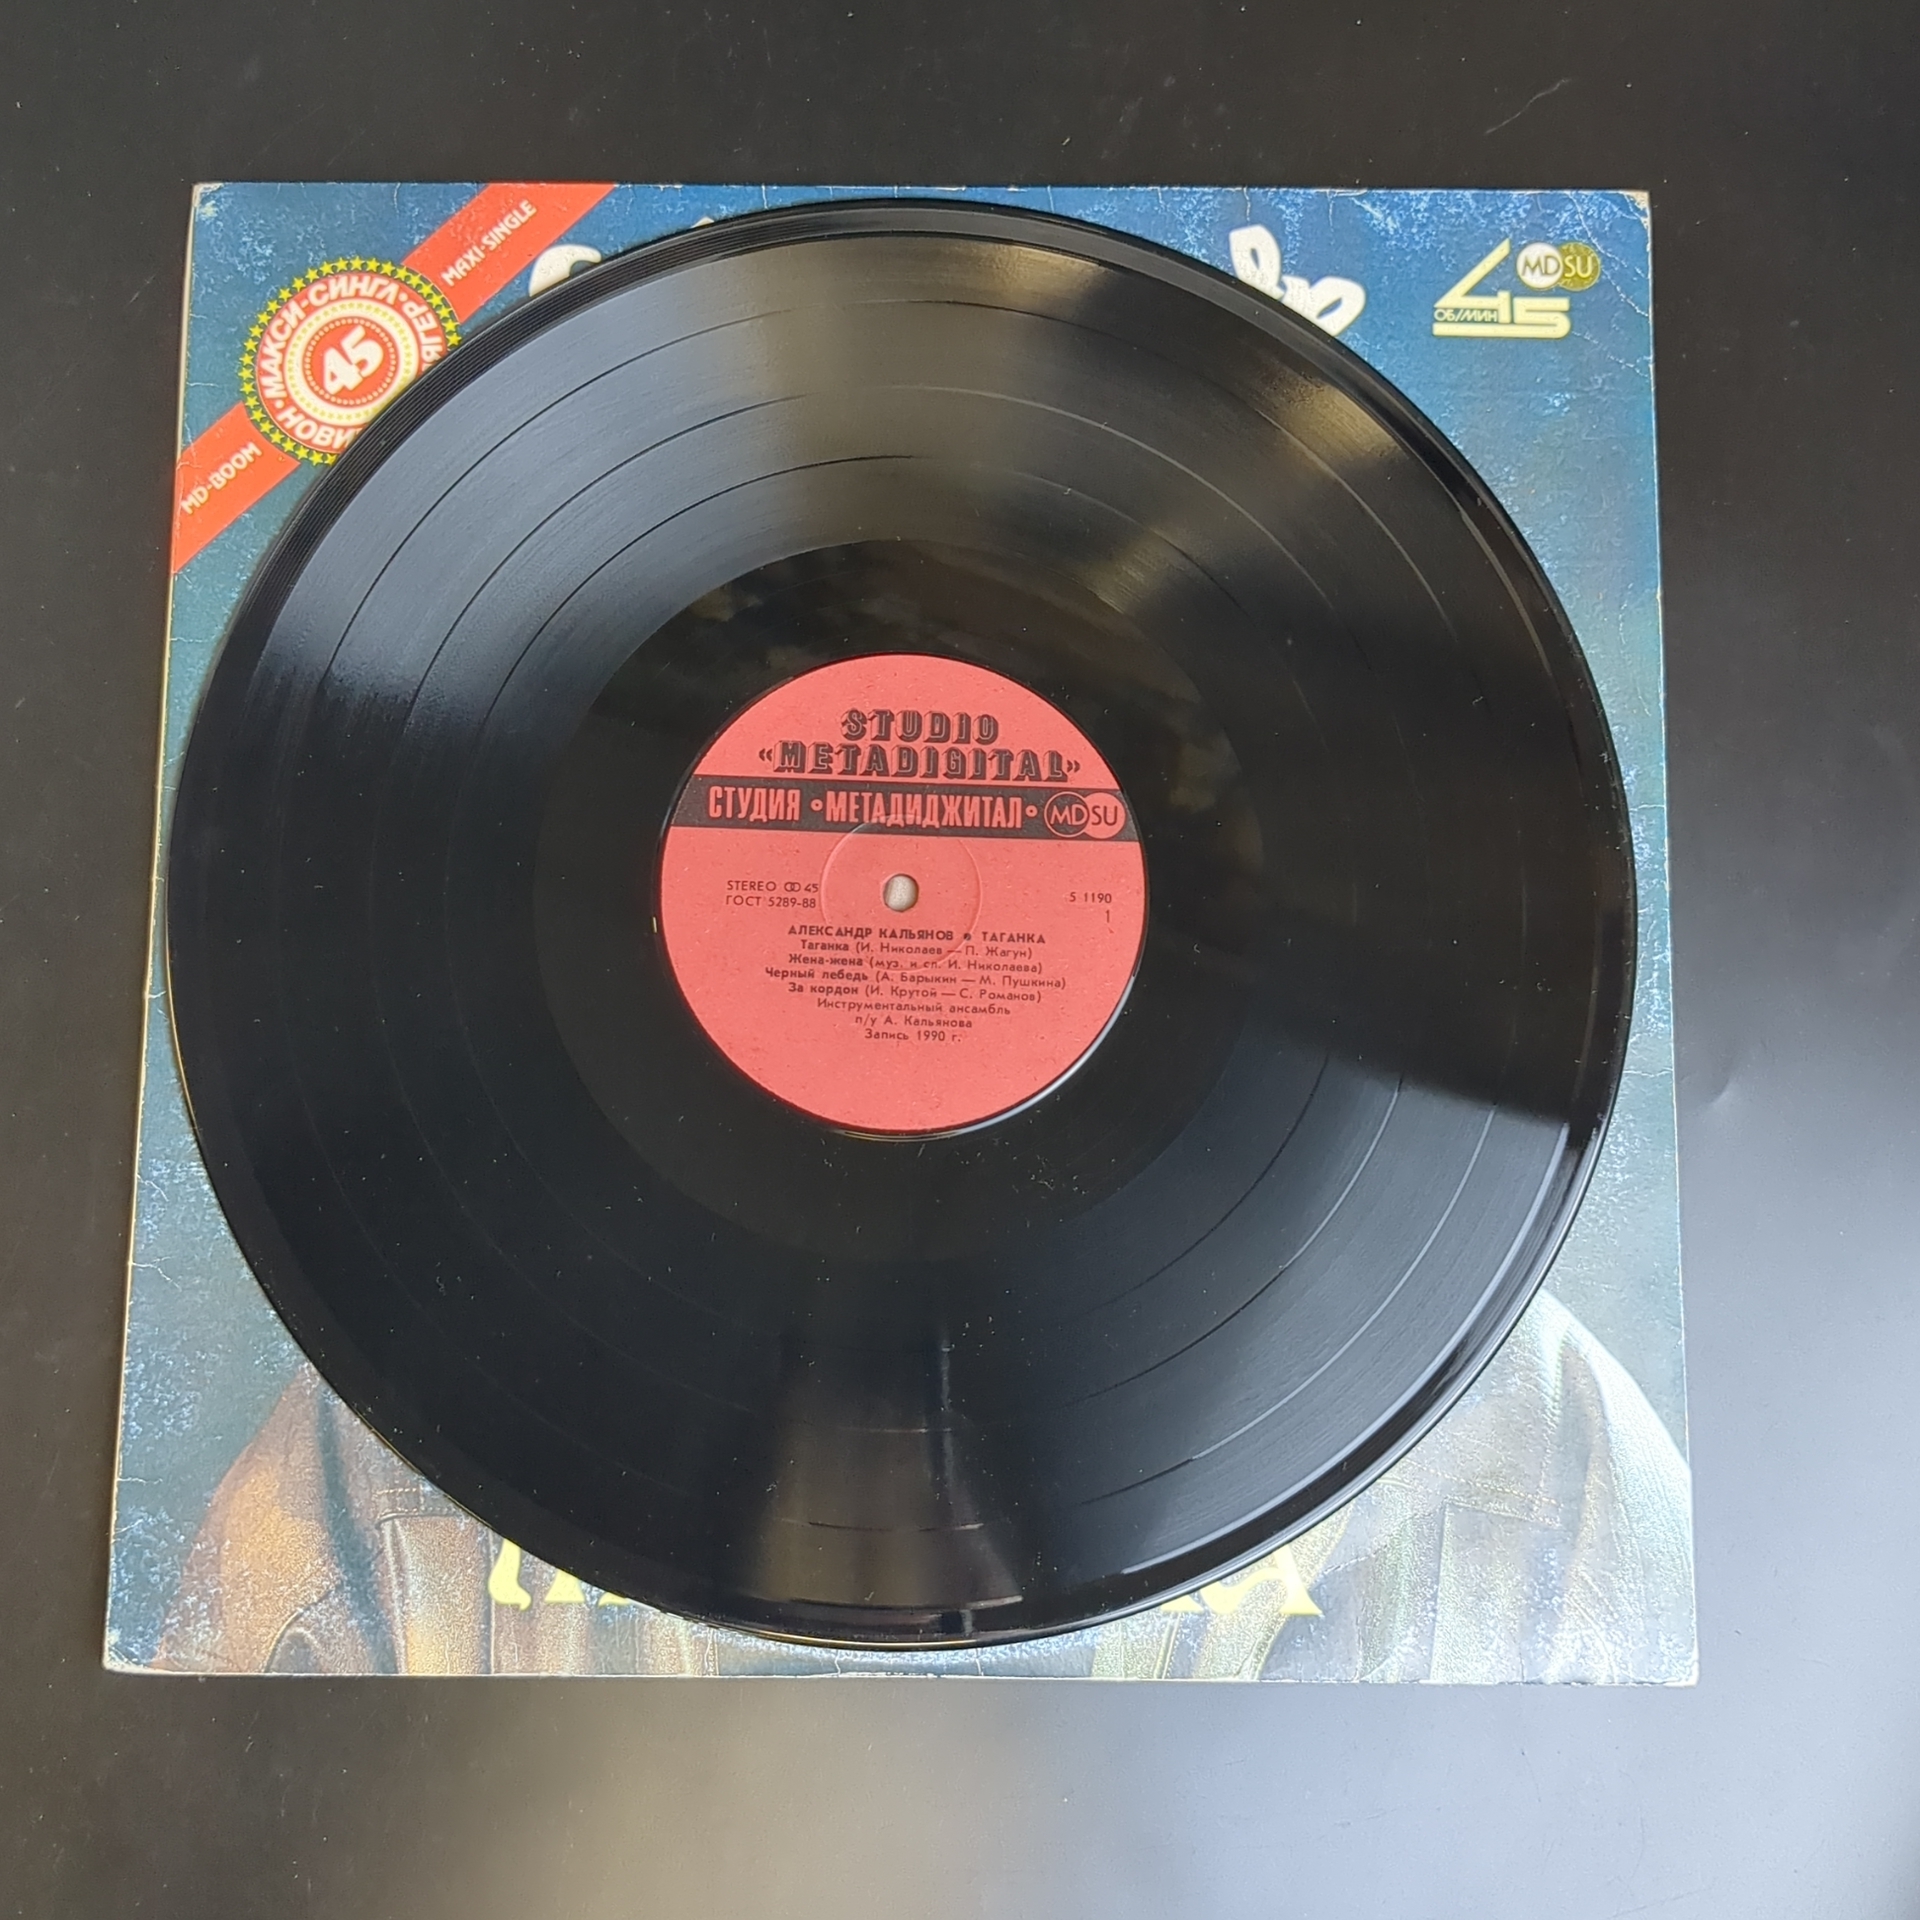 MAXI-SINGLE
МАКСИ-СИНГЛ
45
MD-BOOM
MDSU
45
ОБ/МИН
STUDIO
«METADIGITAL»
СТУДИЯ «МЕТАДИДЖИТАЛ» MDSU
STEREO 45
ГОСТ 5289-88
S 1190
1
АЛЕКСАНДР КАЛЬЯНОВ • ТАГАНКА
Таганка (И. Николаев — П. Жагун)
Жена-жена (муз. и сл. И. Николаева)
Черный лебедь (А. Барыкин — М. Пушкина)
За кордон (И. Крутой — С. Романов)
Инструментальный ансамбль
п/у А. Кальянова
Запись 1990 г.